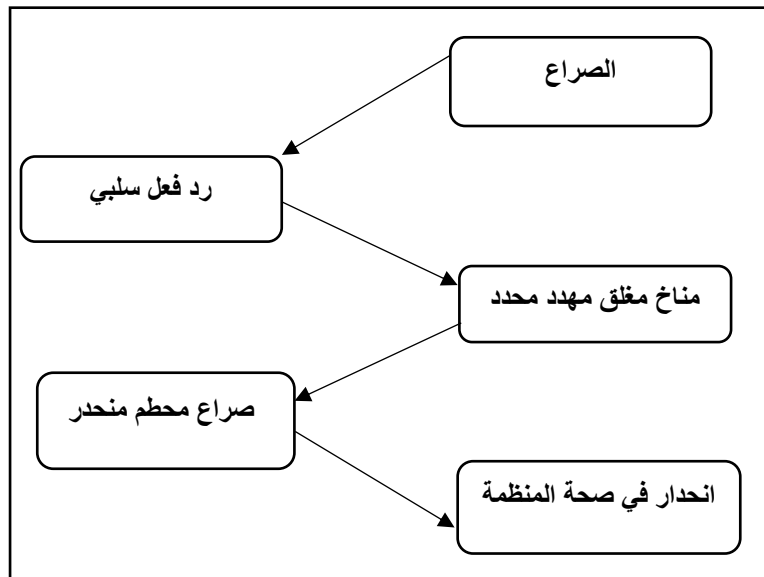 الصراع
رد فعل سلبي
مناخ مغلق مهدد محدد
صراع محطم منحدر
انحدار في صحة المنظمة